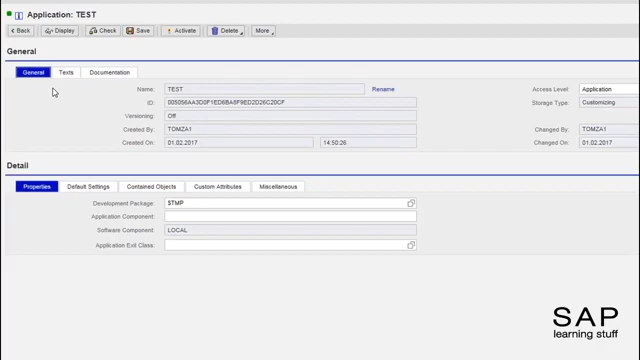 Application: TEST
Back Display Check Save Activate Delete More
General
General Texts Documentation
Name: TEST Rename Access Level: Application
ID: 005056AA3D0F1ED6BA8F9ED2D26C20CF Storage Type: Customizing
Versioning: Off
Created By: TOMZA1 Changed By: TOMZA1
Created On: 01.02.2017 14:50:26 Changed On: 01.02.2017
Detail
Properties Default Settings Contained Objects Custom Attributes Miscellaneous
Development Package: $TMP
Application Component:
Software Component: LOCAL
Application Exit Class:
SAP
learning stuff